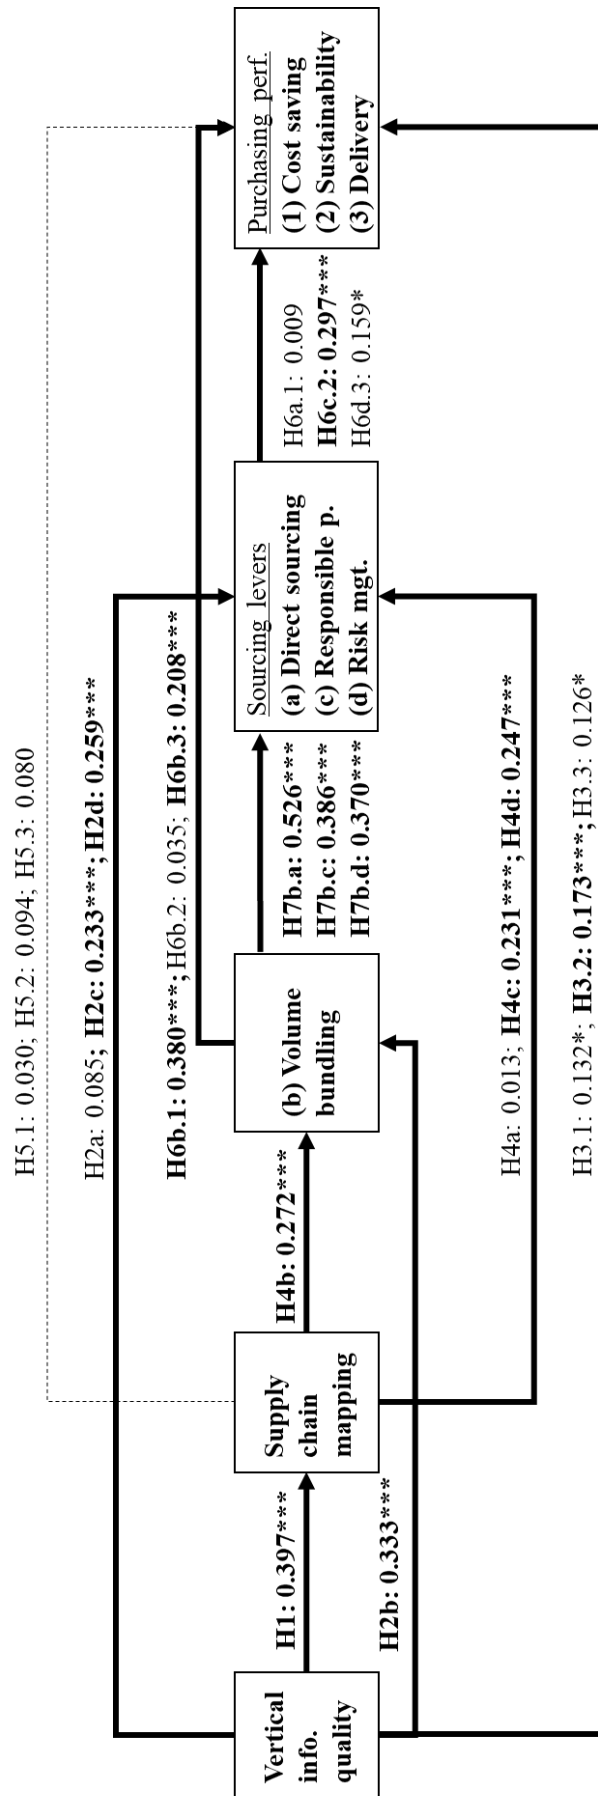 H5.1: 0.030; H5.2: 0.094; H5.3: 0.080
H2a: 0.085; H2c: 0.233***; H2d: 0.259***
H6b.1: 0.380***; H6b.2: 0.035; H6b.3: 0.208***
Vertical
info.
quality
H1: 0.397***
H2b: 0.333***
Supply
chain
mapping
H4b: 0.272***
(b) Volume
bundling
H7b.a: 0.526***
H7b.c: 0.386***
H7b.d: 0.370***
Sourcing levers
(a) Direct sourcing
(c) Responsible p.
(d) Risk mgt.
H6a.1: 0.009
H6c.2: 0.297***
H6d.3: 0.159*
Purchasing perf.
(1) Cost saving
(2) Sustainability
(3) Delivery
H4a: 0.013; H4c: 0.231***; H4d: 0.247***
H3.1: 0.132*; H3.2: 0.173***; H3.3: 0.126*